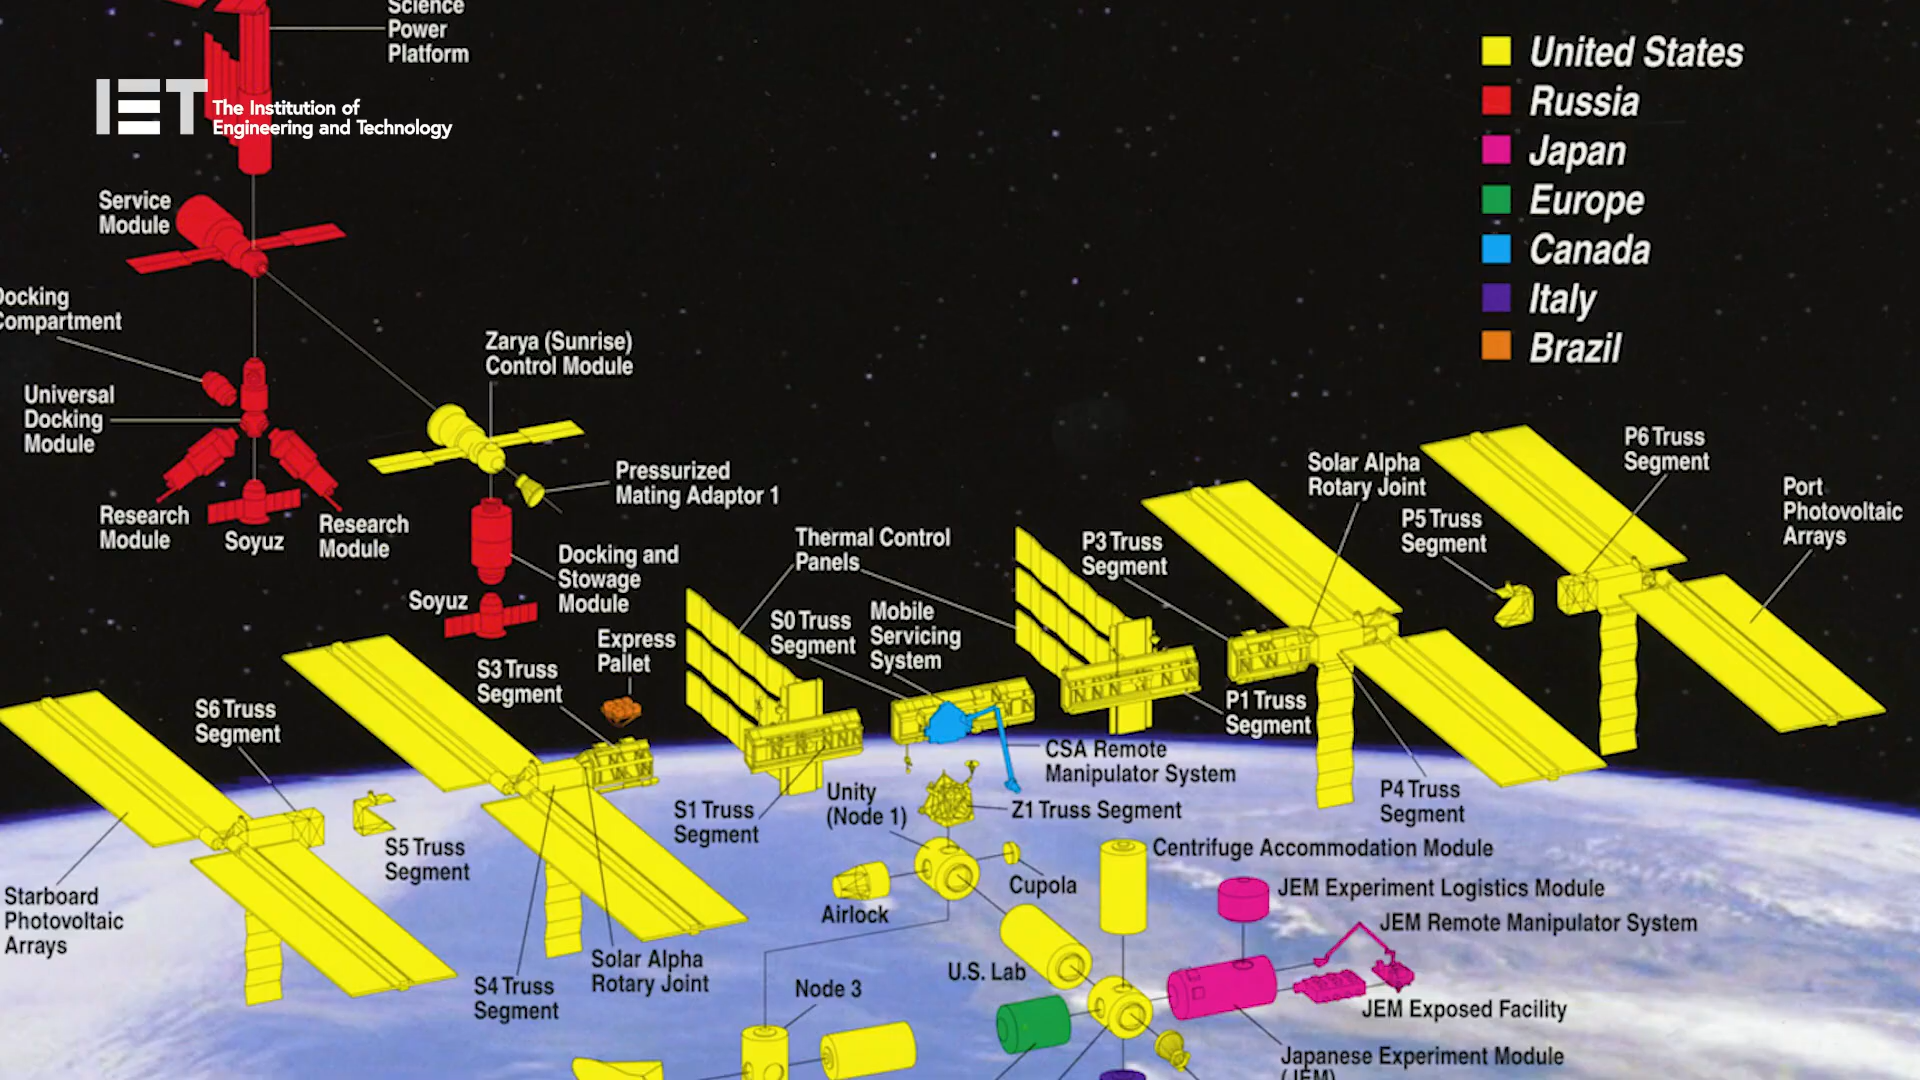 Science
Power
Platform
IET The Institution of
Engineering and Technology
United States
Russia
Japan
Europe
Canada
Italy
Brazil
Service
Module
Docking
Compartment
Universal
Docking
Module
Research
Module
Soyuz
Research
Module
Zarya (Sunrise)
Control Module
Pressurized
Mating Adaptor 1
Docking and
Stowage
Module
Soyuz
Express
Pallet
Thermal Control
Panels
S0 Truss
Segment
Mobile
Servicing
System
P3 Truss
Segment
Solar Alpha
Rotary Joint
P5 Truss
Segment
P6 Truss
Segment
Port
Photovoltaic
Arrays
S3 Truss
Segment
S6 Truss
Segment
P1 Truss
Segment
CSA Remote
Manipulator System
P4 Truss
Segment
S1 Truss
Segment
Unity
(Node 1)
Z1 Truss Segment
S5 Truss
Segment
Starboard
Photovoltaic
Arrays
Centrifuge Accommodation Module
Cupola
Airlock
JEM Experiment Logistics Module
JEM Remote Manipulator System
U.S. Lab
Solar Alpha
Rotary Joint
S4 Truss
Segment
Node 3
JEM Exposed Facility
Japanese Experiment Module
(JEM)